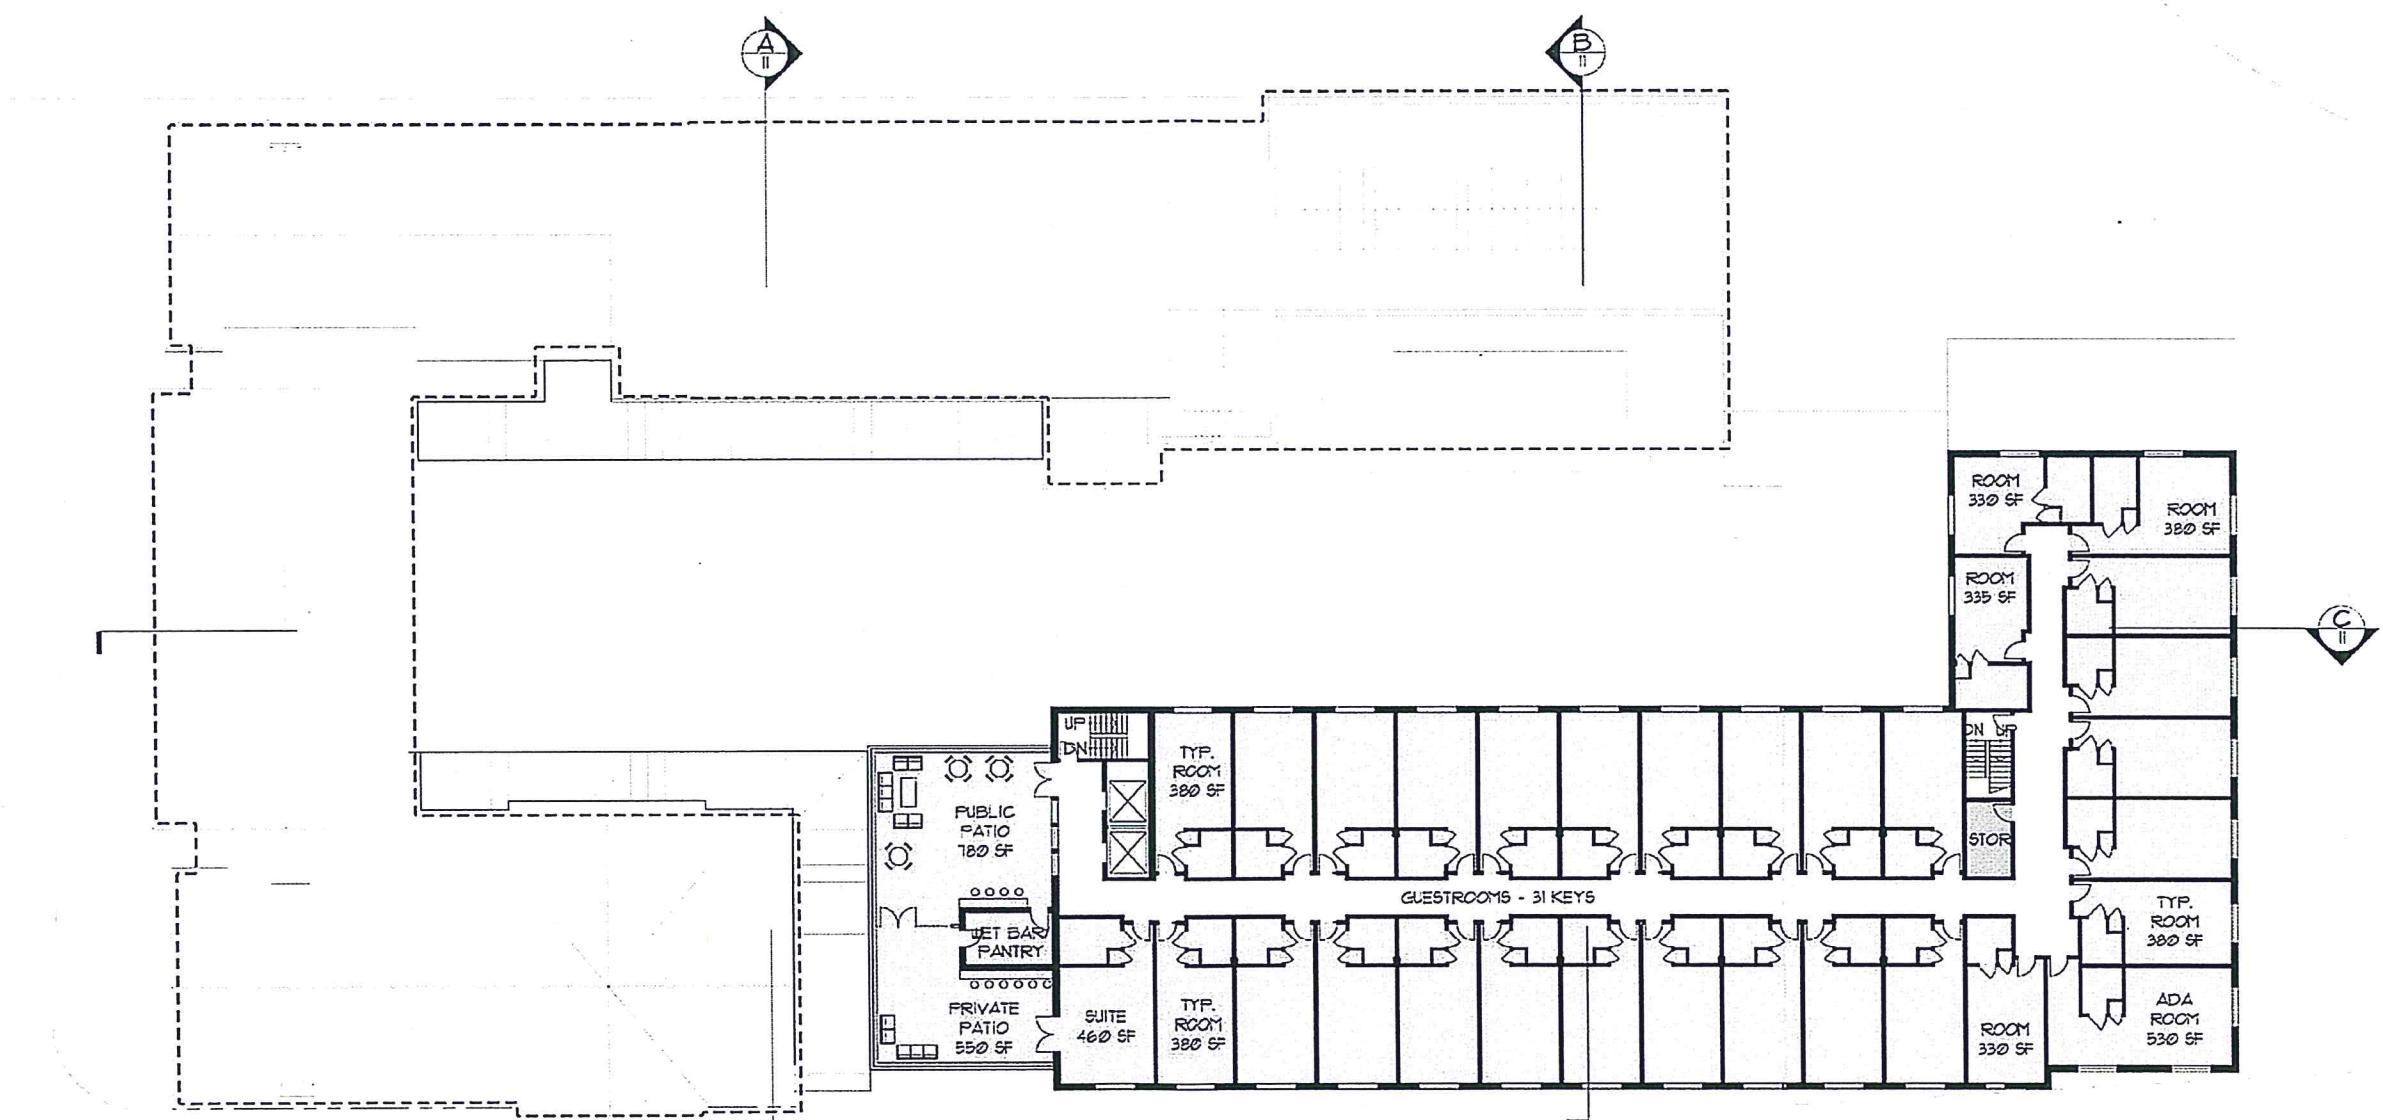 A
11
B
11
ROOM
330 SF
ROOM
380 SF
ROOM
335 SF
C
11
UP
DN
DN UP
TYP.
ROOM
380 SF
PUBLIC
PATIO
780 SF
STOR
GUESTROOMS - 31 KEYS
TYP.
ROOM
380 SF
WET BAR/
PANTRY
PRIVATE
PATIO
550 SF
SUITE
460 SF
TYP.
ROOM
380 SF
ROOM
330 SF
ADA
ROOM
530 SF